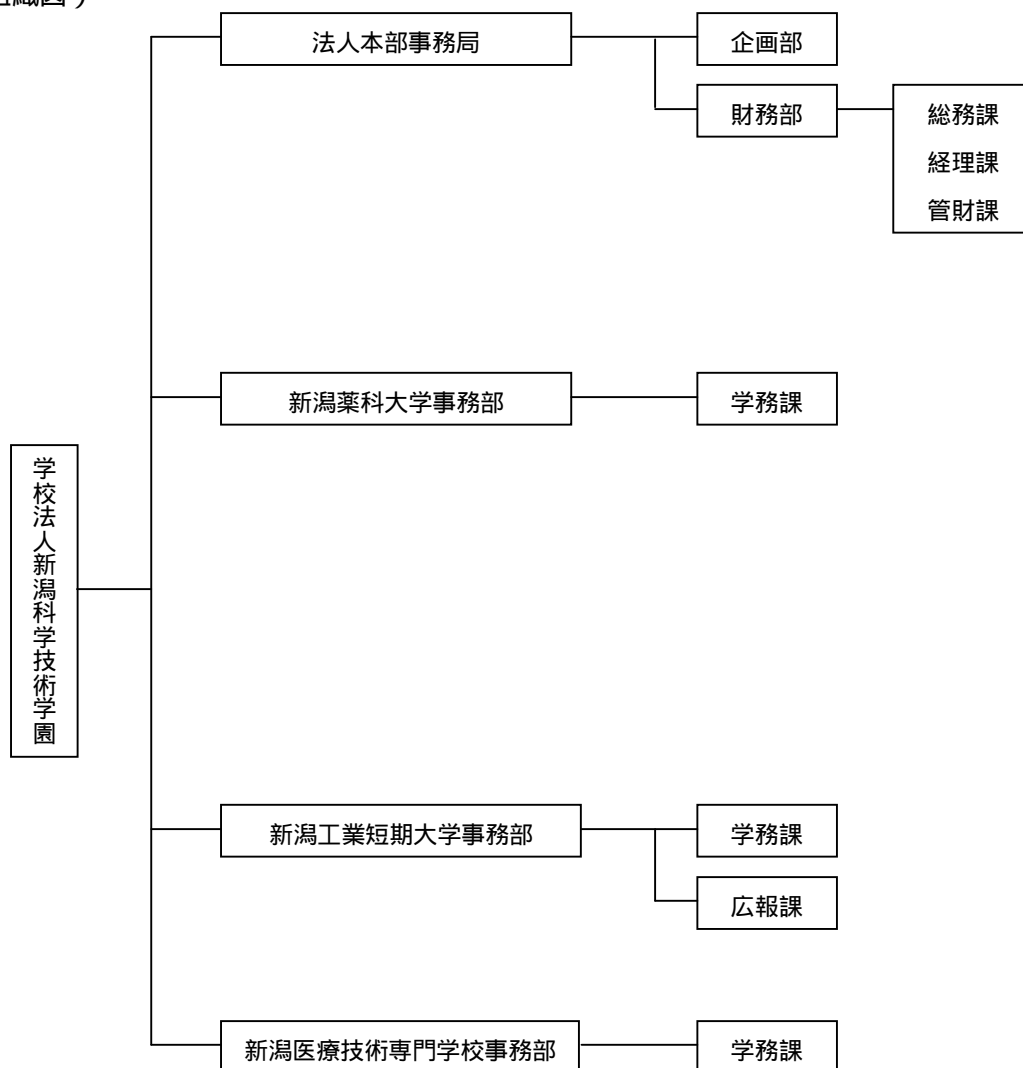 組織図)
法人本部事務局
企画部
財務部
総務課
経理課
管財課
新潟薬科大学事務部
学務課
学校法人新潟科学技術学園
新潟工業短期大学事務部
学務課
広報課
新潟医療技術専門学校事務部
学務課